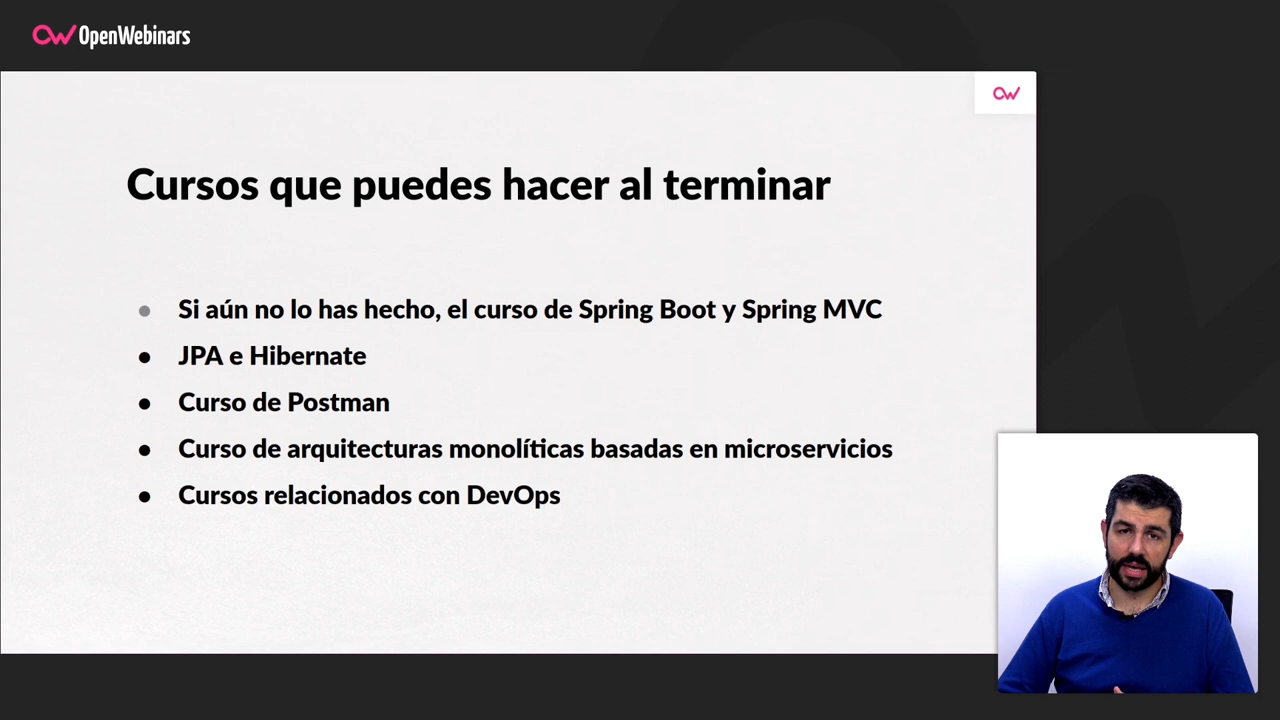 OpenWebinars
Cursos que puedes hacer al terminar
Si aún no lo has hecho, el curso de Spring Boot y Spring MVC
JPA e Hibernate
Curso de Postman
Curso de arquitecturas monolíticas basadas en microservicios
Cursos relacionados con DevOps